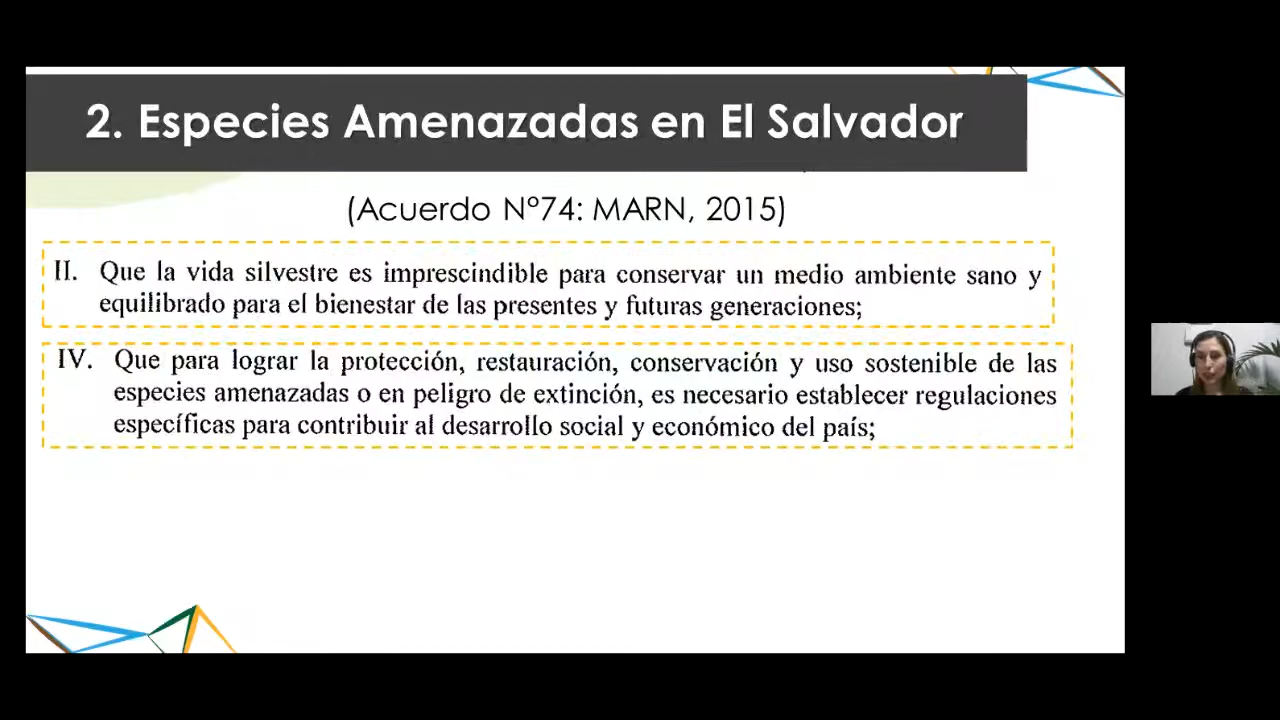 2. Especies Amenazadas en El Salvador
(Acuerdo N°74: MARN, 2015)
II. Que la vida silvestre es imprescindible para conservar un medio ambiente sano y
equilibrado para el bienestar de las presentes y futuras generaciones;
IV. Que para lograr la protección, restauración, conservación y uso sostenible de las
especies amenazadas o en peligro de extinción, es necesario establecer regulaciones
específicas para contribuir al desarrollo social y económico del país;